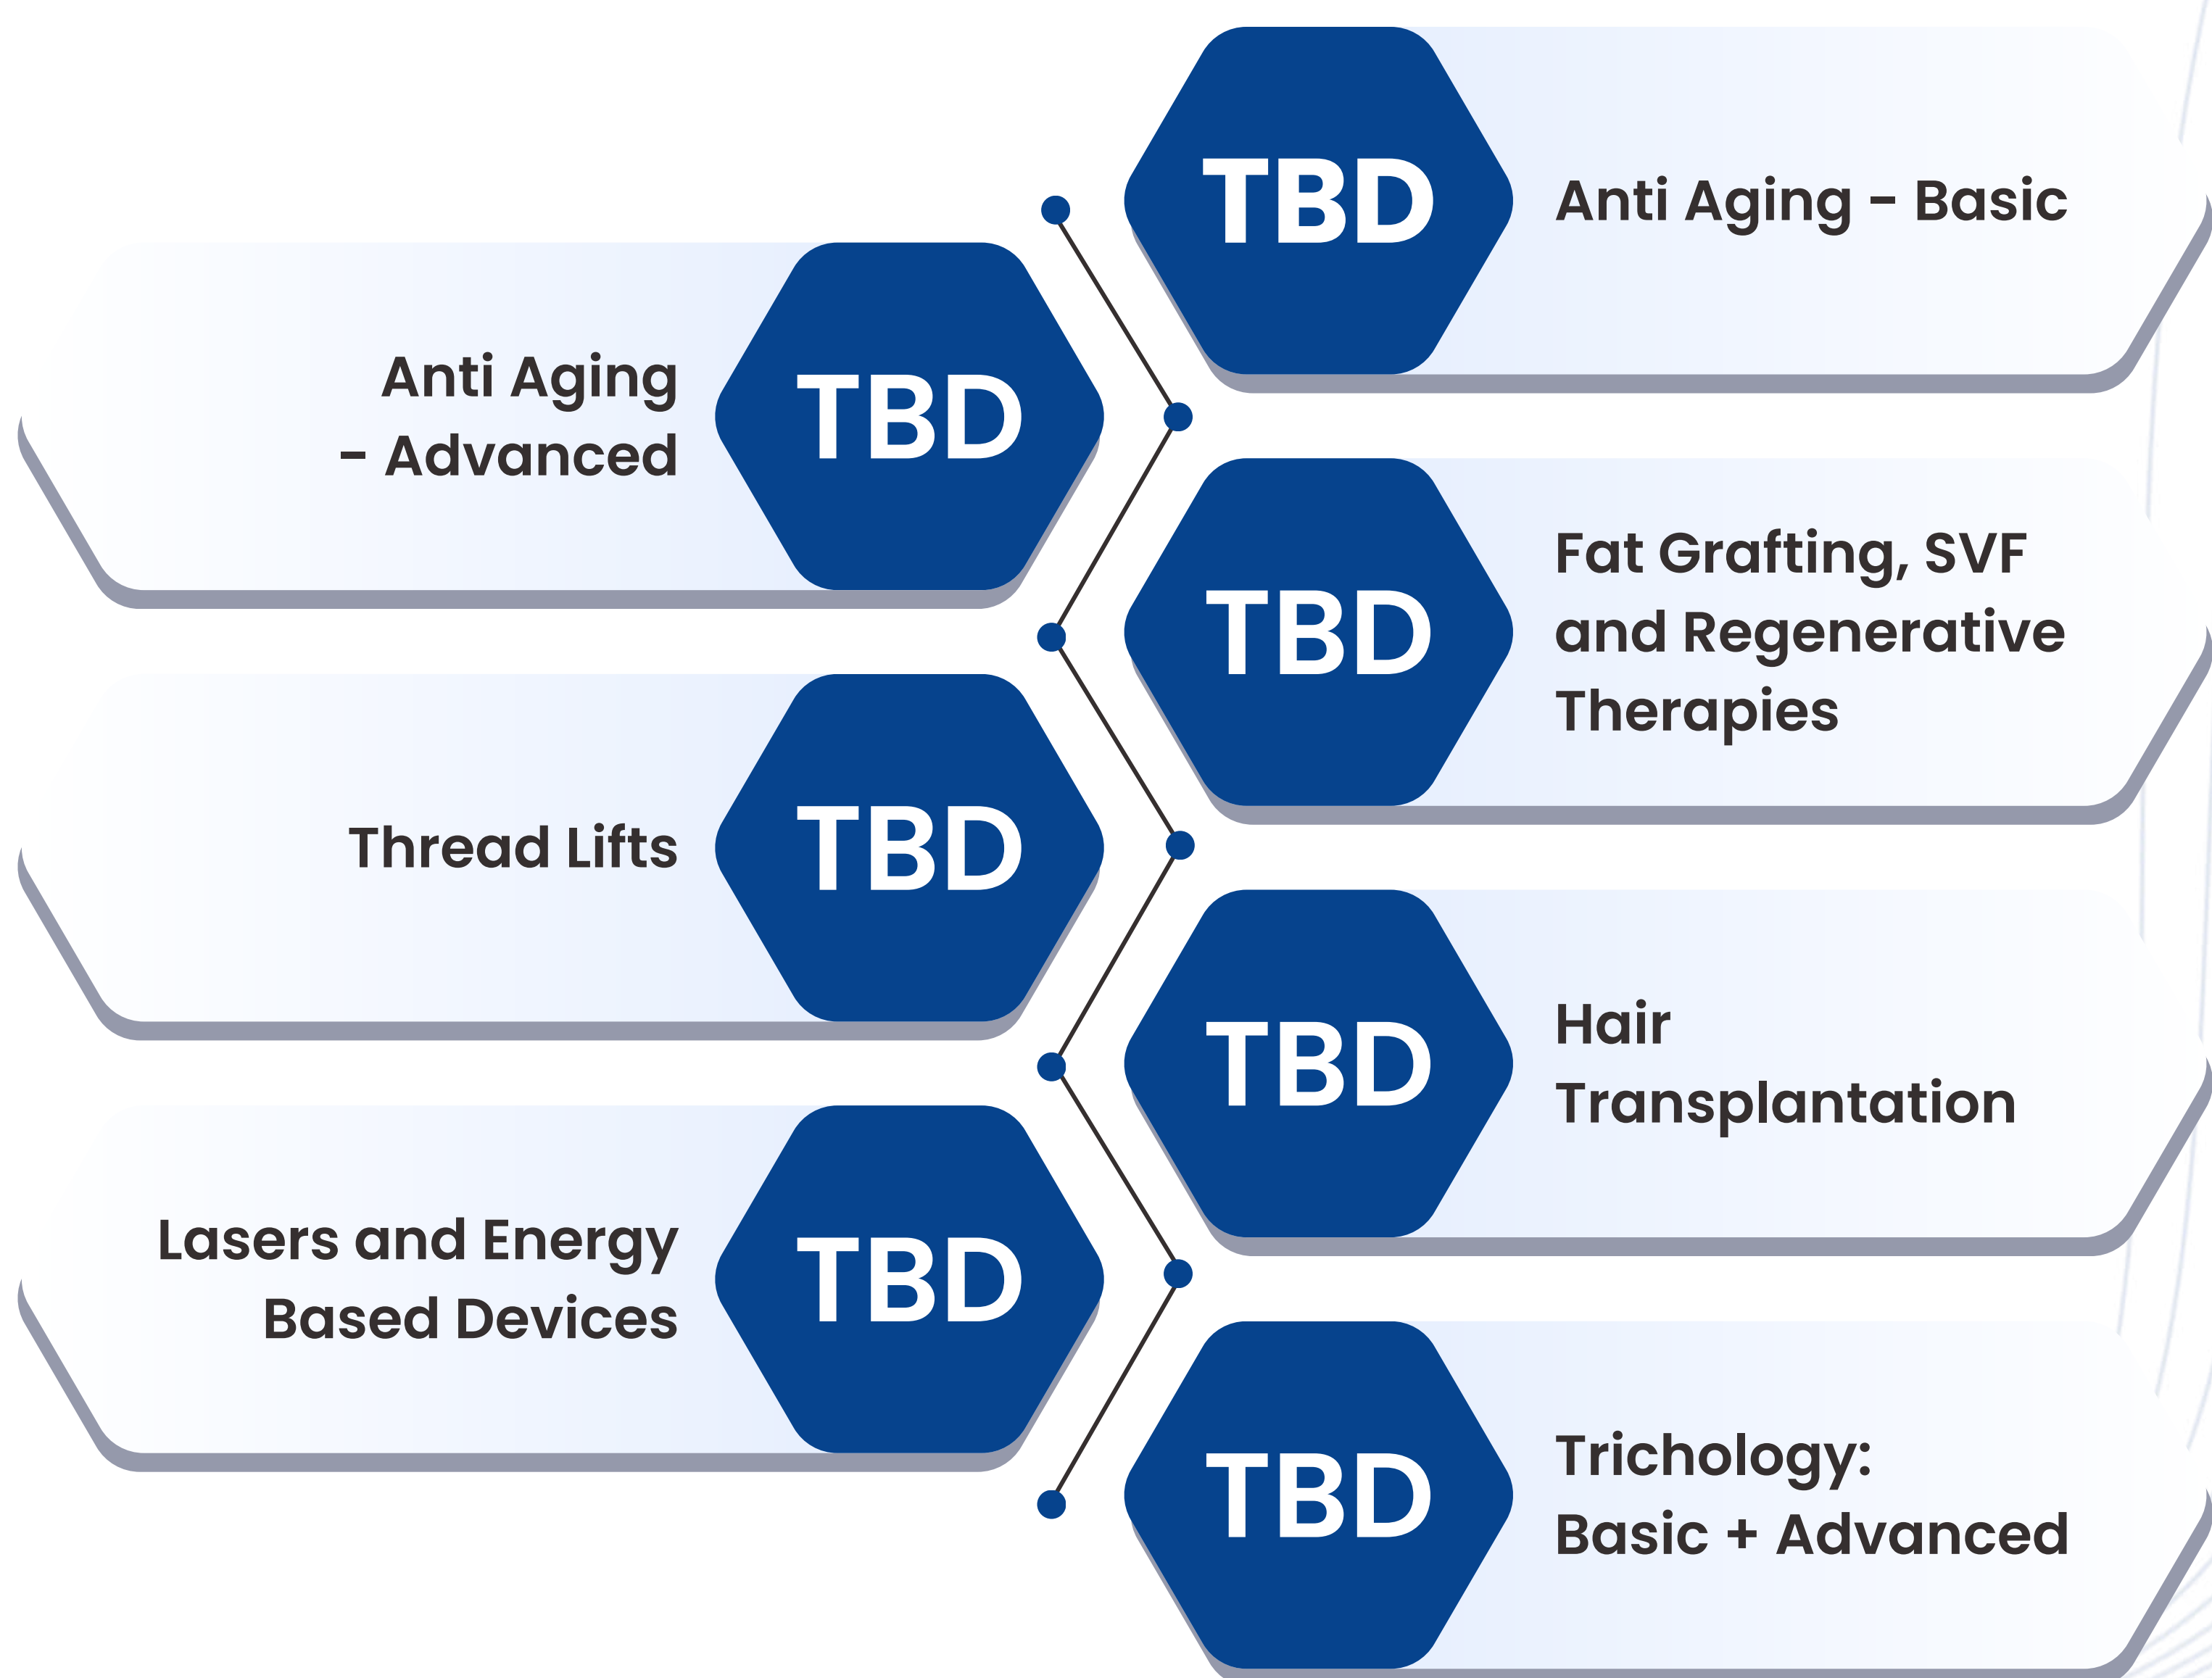 TBD
Anti Aging - Basic
Anti Aging
- Advanced
TBD
TBD
Fat Grafting, SVF
and Regenerative
Therapies
Thread Lifts
TBD
TBD
Hair
Transplantation
Lasers and Energy
Based Devices
TBD
TBD
Trichology:
Basic + Advanced